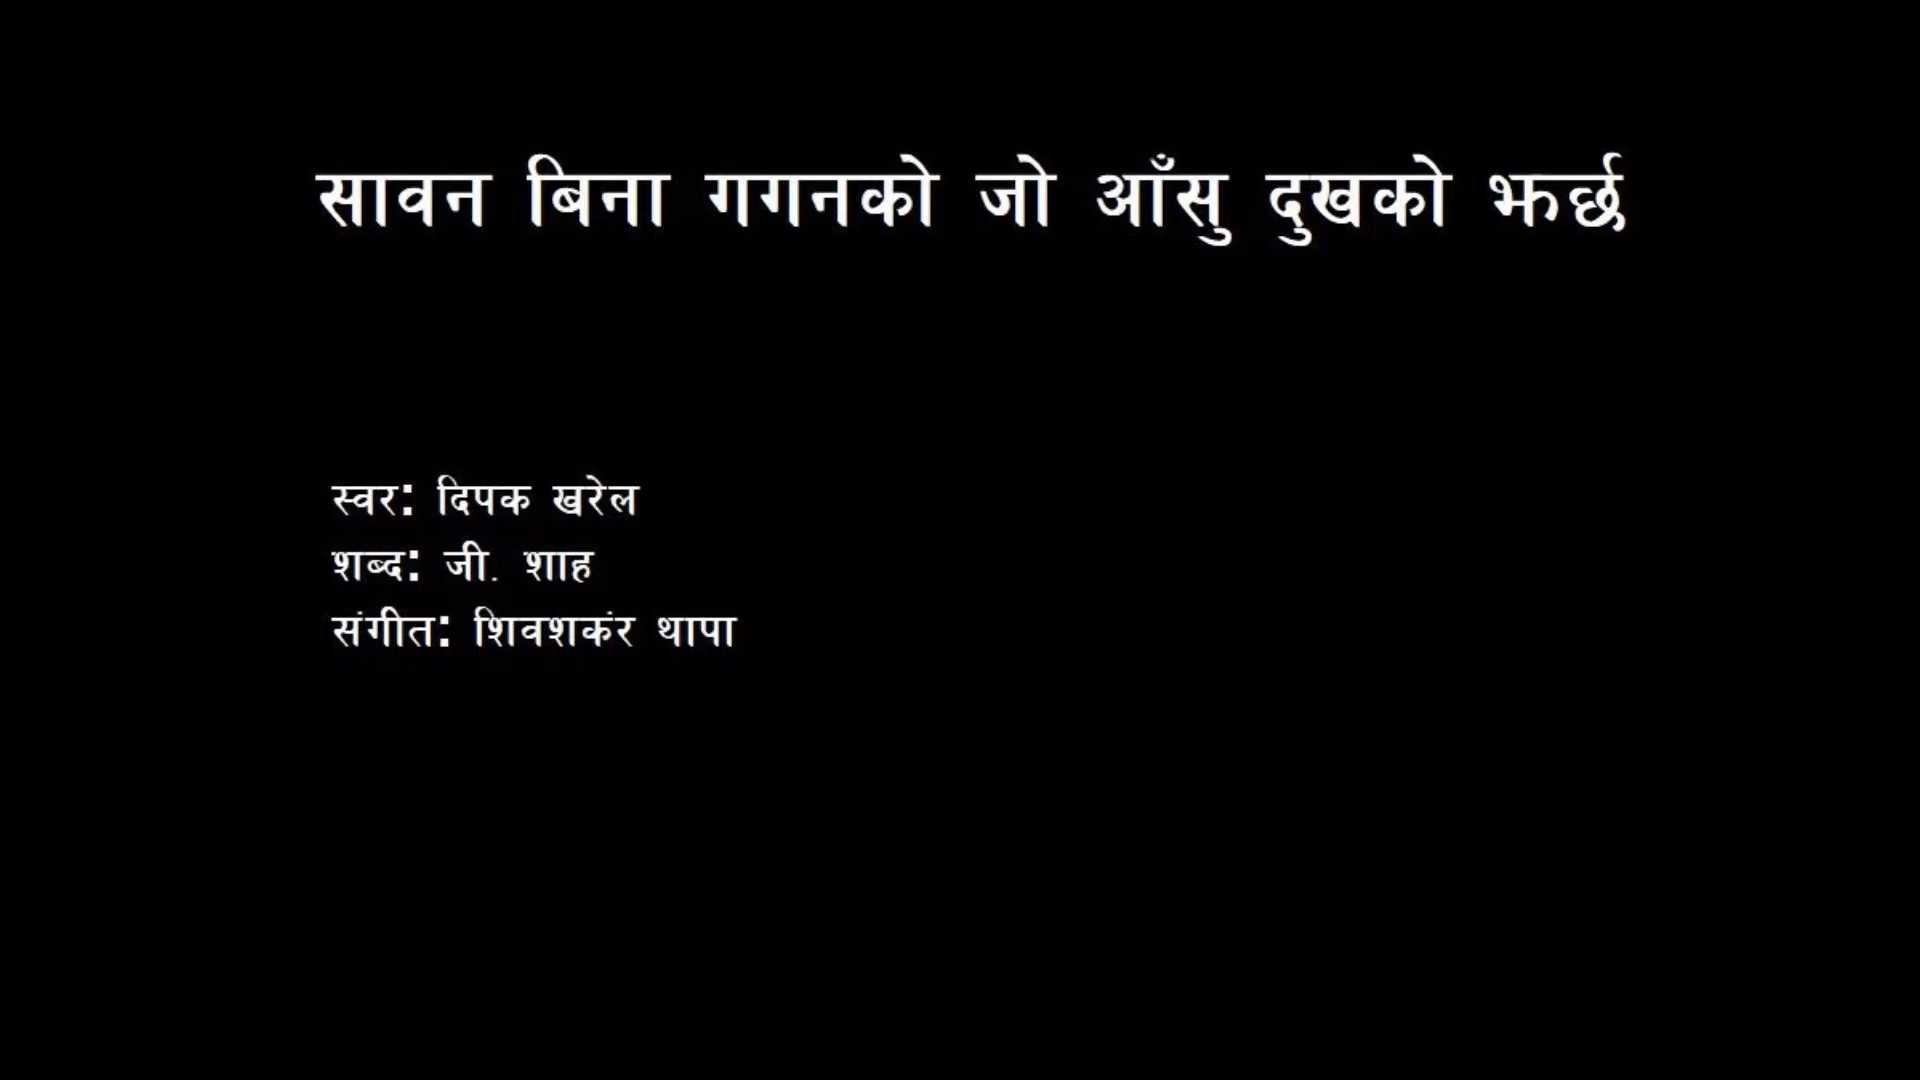 सावन बिना गगनको जो आँसु दुखको झर्छ
स्वर: दिपक खरेल
शब्द: जी. शाह
संगीत: शिवशकंर थापा